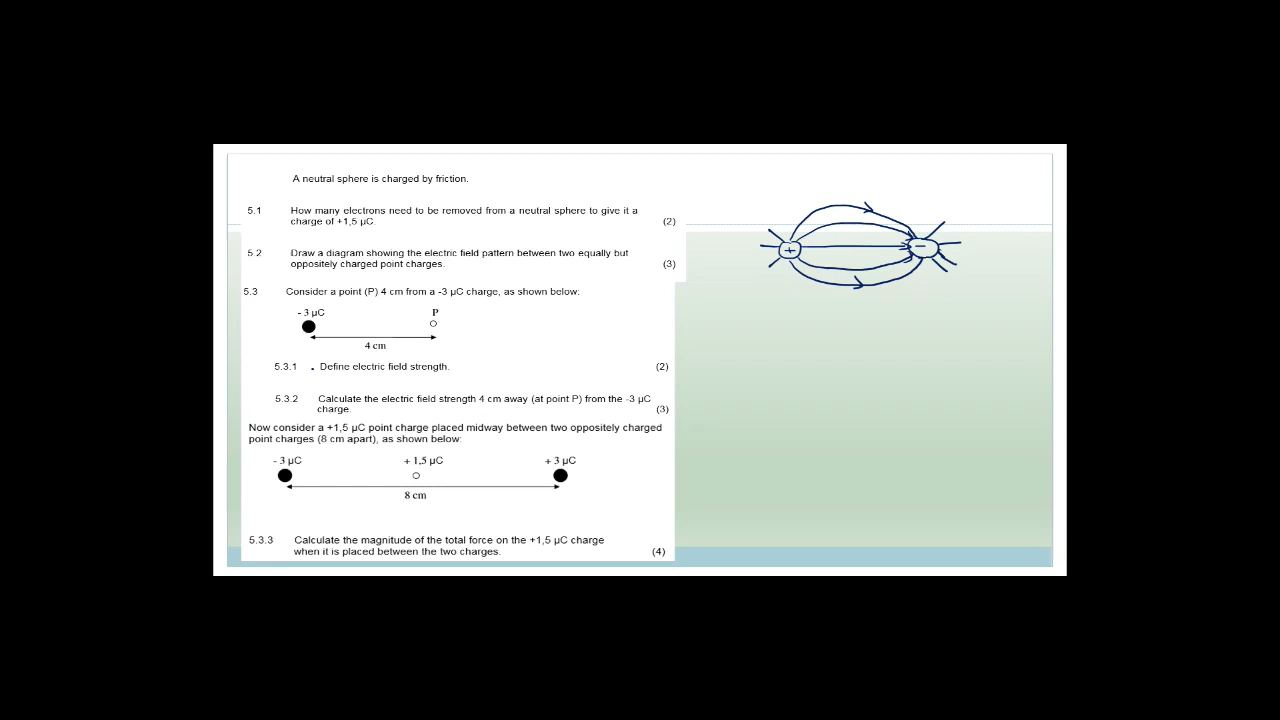 A neutral sphere is charged by friction.
5.1 How many electrons need to be removed from a neutral sphere to give it a
charge of +1,5 µC. (2)
5.2 Draw a diagram showing the electric field pattern between two equally but
oppositely charged point charges. (3)
5.3 Consider a point (P) 4 cm from a -3 µC charge, as shown below:
- 3 µC P
4 cm
5.3.1 Define electric field strength. (2)
5.3.2 Calculate the electric field strength 4 cm away (at point P) from the -3 µC
charge. (3)
Now consider a +1,5 µC point charge placed midway between two oppositely charged
point charges (8 cm apart), as shown below:
- 3 µC + 1,5 µC + 3 µC
8 cm
5.3.3 Calculate the magnitude of the total force on the +1,5 µC charge
when it is placed between the two charges. (4)
+ −